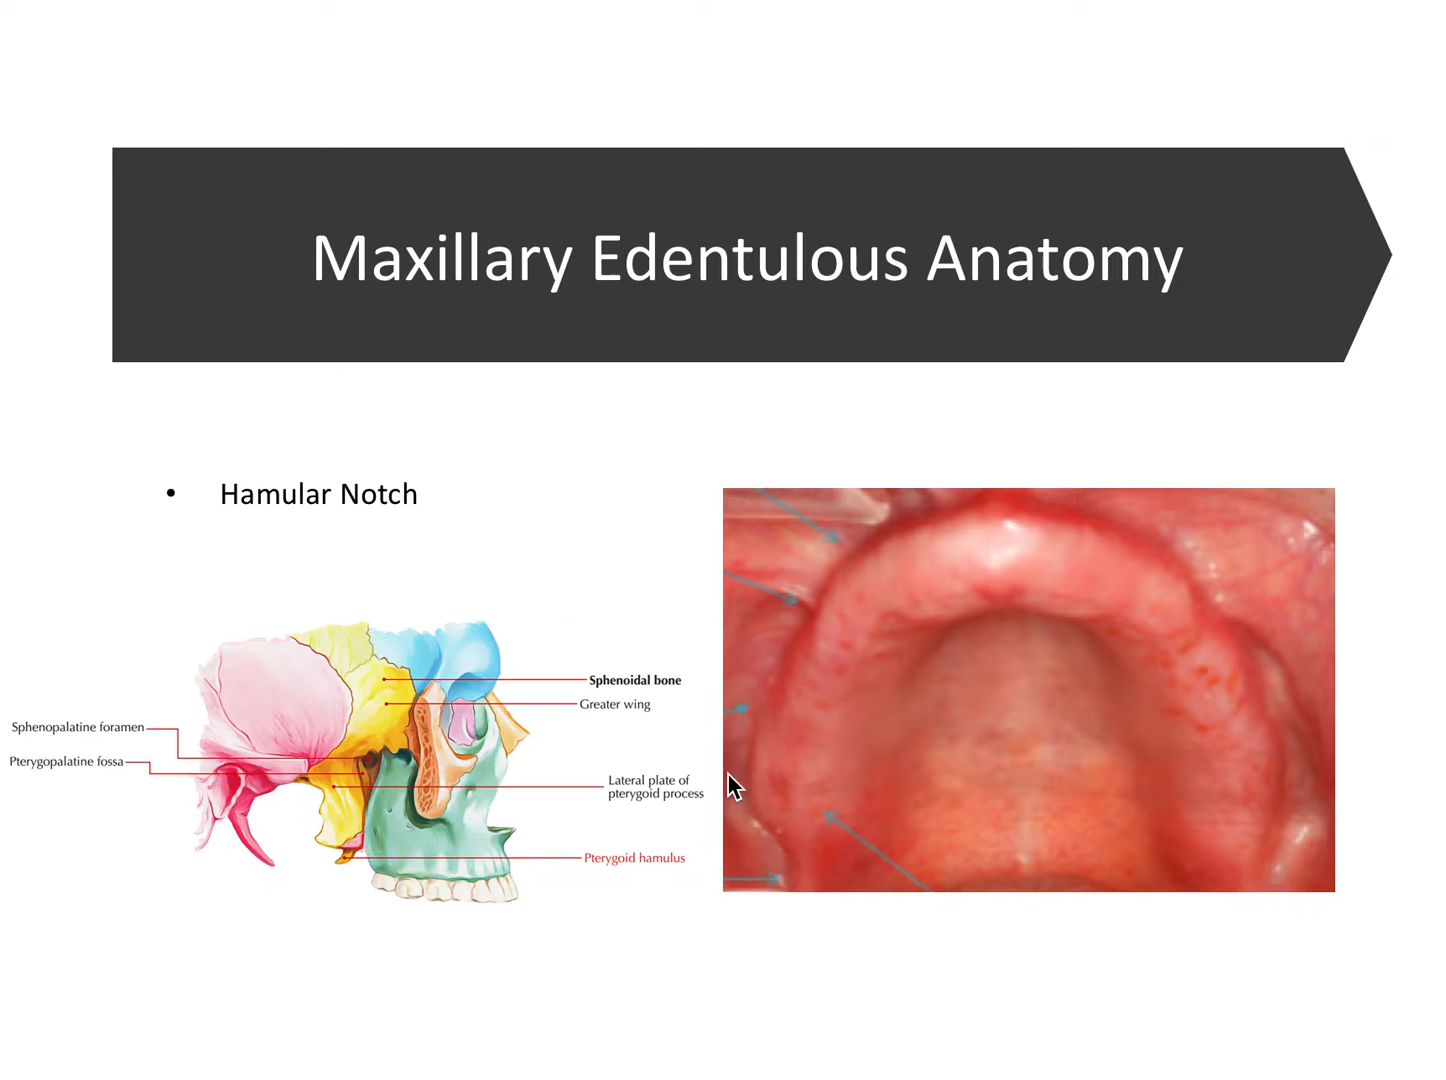 Maxillary Edentulous Anatomy
• Hamular Notch
Sphenoidal bone
Greater wing
Sphenopalatine foramen
Pterygopalatine fossa
Lateral plate of
pterygoid process
Pterygoid hamulus